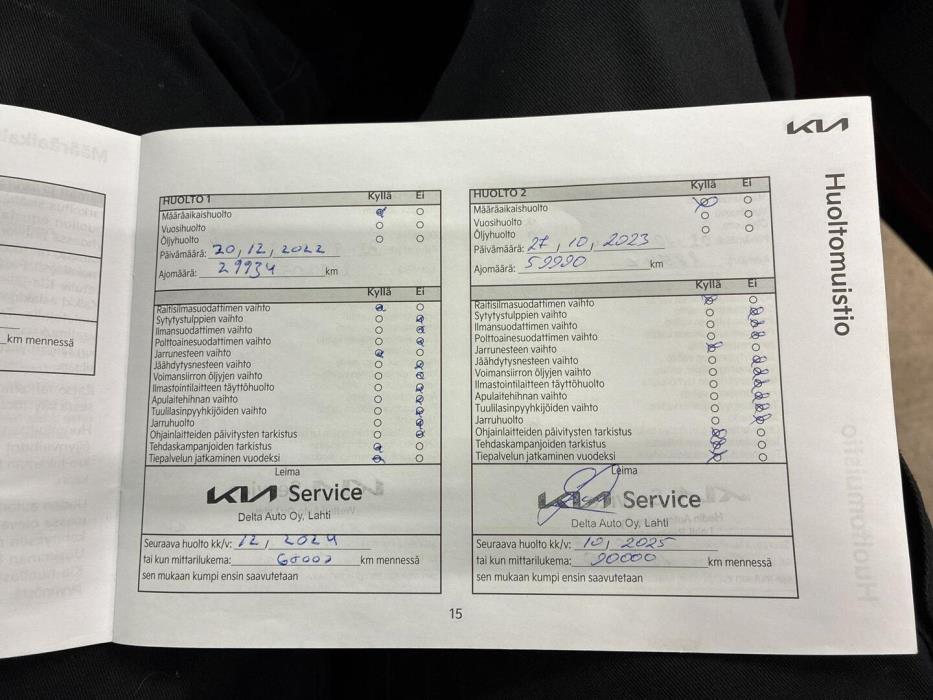 KIA
Huoltomuistio
HUOLTO 1 Kyllä Ei
Määräaikaishuolto
Vuosihuolto
Öljyhuolto
Päivämäärä: 20, 12, 2022
Ajomäärä: 29934 km
Kyllä Ei
Raitisilmasuodattimen vaihto
Sytytystulppien vaihto
Ilmansuodattimen vaihto
Polttoainesuodattimen vaihto
Jarrunesteen vaihto
Jäähdytysnesteen vaihto
Voimansiirron öljyjen vaihto
Ilmastointilaitteen täyttöhuolto
Apulaitehihnan vaihto
Tuulilasinpyyhkijöiden vaihto
Jarruhuolto
Ohjainlaitteiden päivitysten tarkistus
Tehdaskampanjoiden tarkistus
Tiepalvelun jatkaminen vuodeksi
Leima
KIA Service
Delta Auto Oy, Lahti
Seuraava huolto kk/v: 12, 2024
tai kun mittarilukema: 60000 km mennessä
sen mukaan kumpi ensin saavutetaan
HUOLTO 2 Kyllä Ei
Määräaikaishuolto
Vuosihuolto
Öljyhuolto
Päivämäärä: 27, 10, 2023
Ajomäärä: 59990 km
Kyllä Ei
Raitisilmasuodattimen vaihto
Sytytystulppien vaihto
Ilmansuodattimen vaihto
Polttoainesuodattimen vaihto
Jarrunesteen vaihto
Jäähdytysnesteen vaihto
Voimansiirron öljyjen vaihto
Ilmastointilaitteen täyttöhuolto
Apulaitehihnan vaihto
Tuulilasinpyyhkijöiden vaihto
Jarruhuolto
Ohjainlaitteiden päivitysten tarkistus
Tehdaskampanjoiden tarkistus
Tiepalvelun jatkaminen vuodeksi
Leima
KIA Service
Delta Auto Oy, Lahti
Seuraava huolto kk/v: 10, 2025
tai kun mittarilukema: 90000 km mennessä
sen mukaan kumpi ensin saavutetaan
km mennessä
15